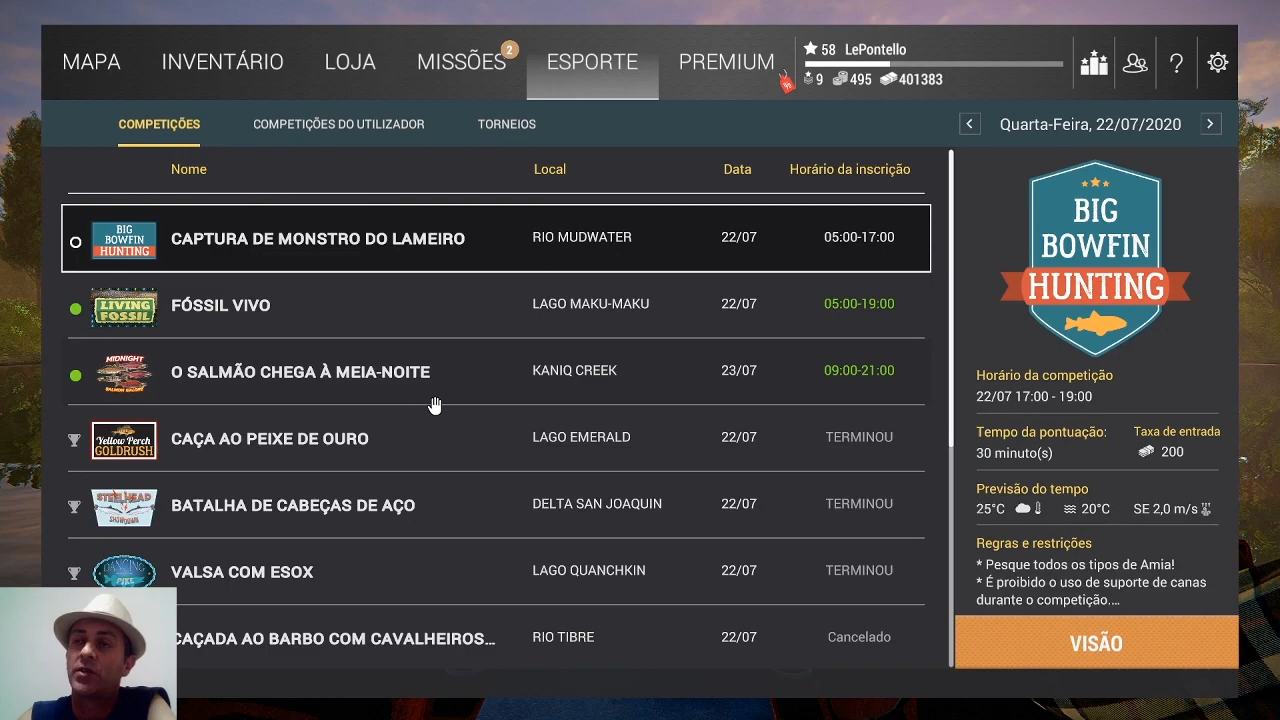 MAPA INVENTÁRIO LOJA MISSÕES 2 ESPORTE PREMIUM
58 LePontello
9 495 401383
?
COMPETIÇÕES COMPETIÇÕES DO UTILIZADOR TORNEIOS
< Quarta-Feira, 22/07/2020 >
Nome Local Data Horário da inscrição
BIG BOWFIN HUNTING CAPTURA DE MONSTRO DO LAMEIRO RIO MUDWATER 22/07 05:00-17:00
LIVING FOSSIL FÓSSIL VIVO LAGO MAKU-MAKU 22/07 05:00-19:00
MIDNIGHT O SALMÃO CHEGA À MEIA-NOITE KANIQ CREEK 23/07 09:00-21:00
Yellow Perch GOLDRUSH CAÇA AO PEIXE DE OURO LAGO EMERALD 22/07 TERMINOU
STEELHEAD SHOWDOWN BATALHA DE CABEÇAS DE AÇO DELTA SAN JOAQUIN 22/07 TERMINOU
DANCING PIKE VALSA COM ESOX LAGO QUANCHKIN 22/07 TERMINOU
CAÇADA AO BARBO COM CAVALHEIROS... RIO TIBRE 22/07 Cancelado
BIG
BOWFIN
HUNTING
Horário da competição
22/07 17:00 - 19:00
Tempo da pontuação: Taxa de entrada
30 minuto(s) 200
Previsão do tempo
25°C 20°C SE 2,0 m/s
Regras e restrições
* Pesque todos os tipos de Amia!
* É proibido o uso de suporte de canas
durante o competição....
VISÃO